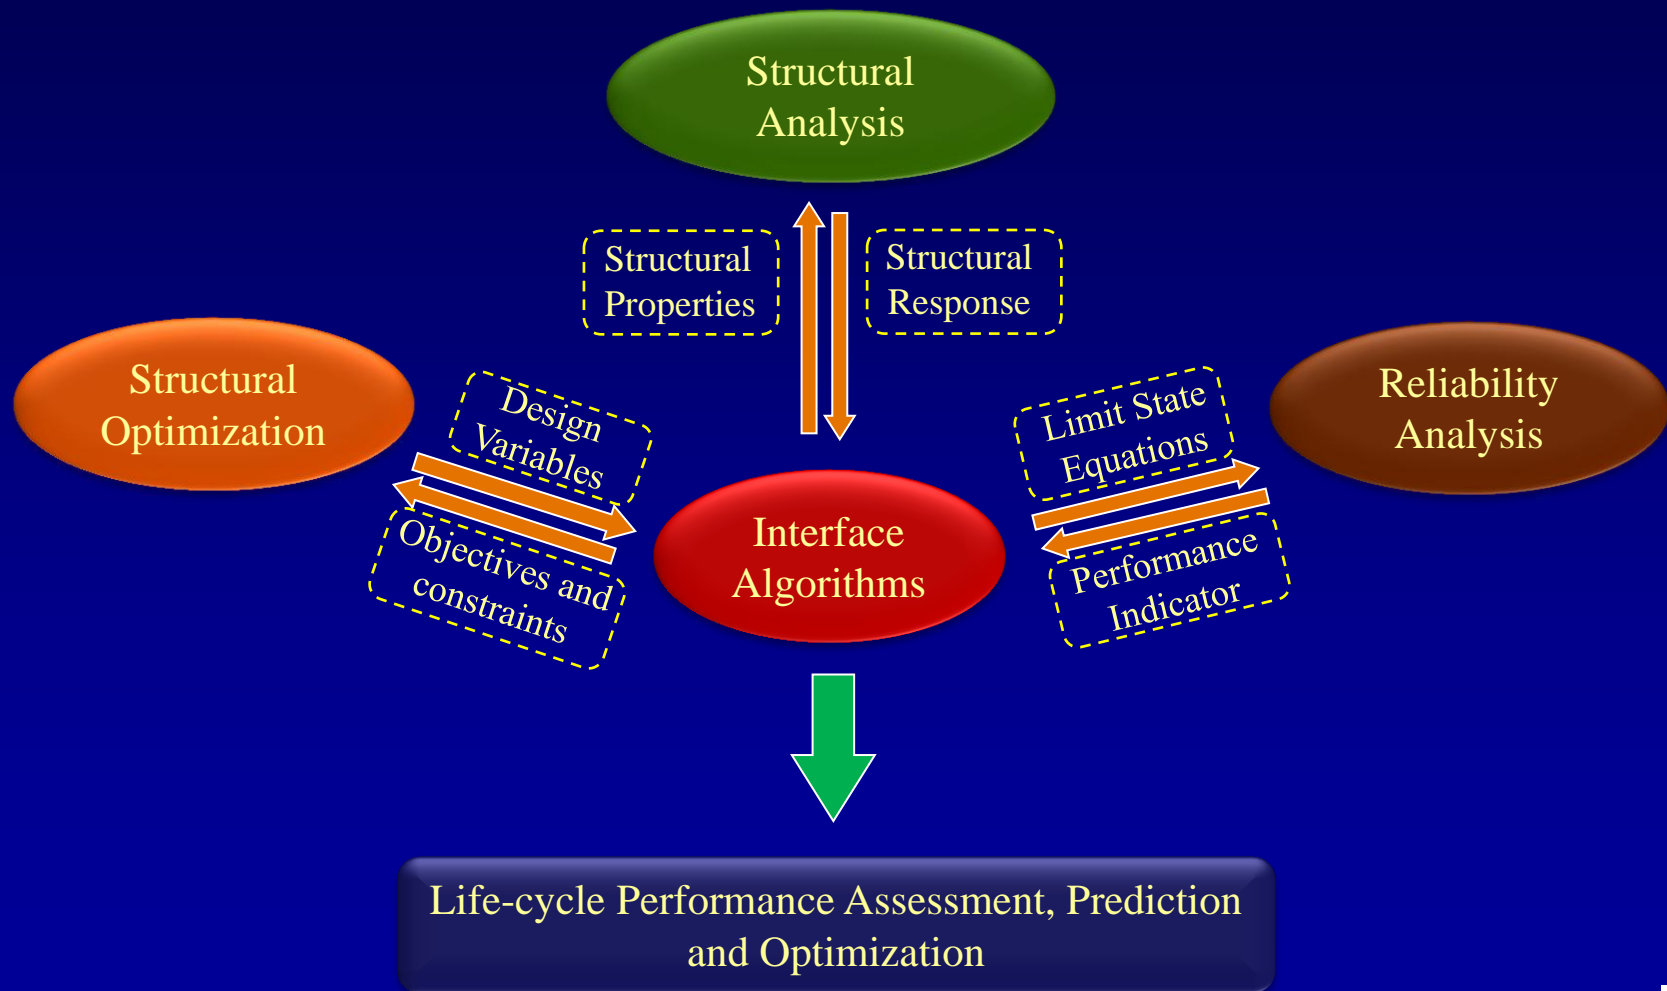 Structural
Analysis
Structural
Properties
Structural
Response
Structural
Optimization
Design
Variables
Objectives and
constraints
Limit State
Equations
Performance
Indicator
Reliability
Analysis
Interface
Algorithms
Life-cycle Performance Assessment, Prediction
and Optimization